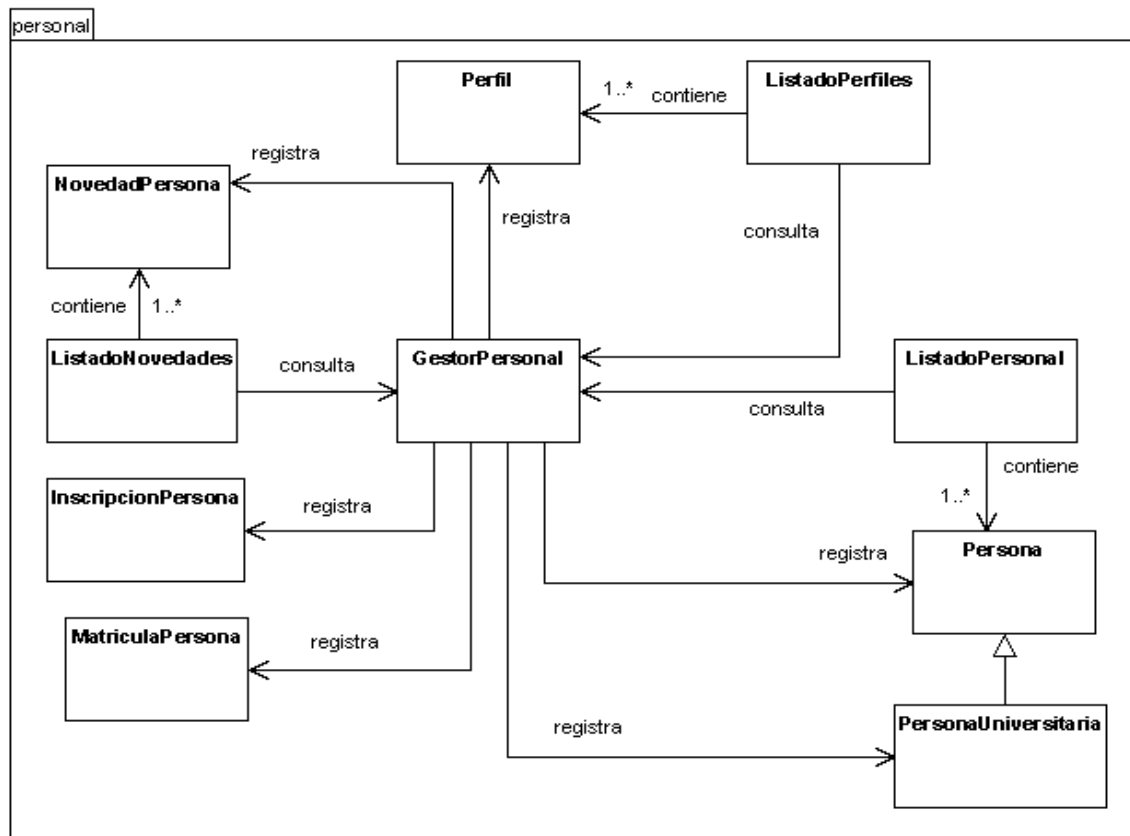 personal
Perfil
ListadoPerfiles
1..*
contiene
registra
NovedadPersona
registra
consulta
contiene
1..*
ListadoNovedades
GestorPersonal
ListadoPersonal
consulta
consulta
contiene
InscripcionPersona
registra
1..*
Persona
registra
MatriculaPersona
registra
PersonaUniversitaria
registra